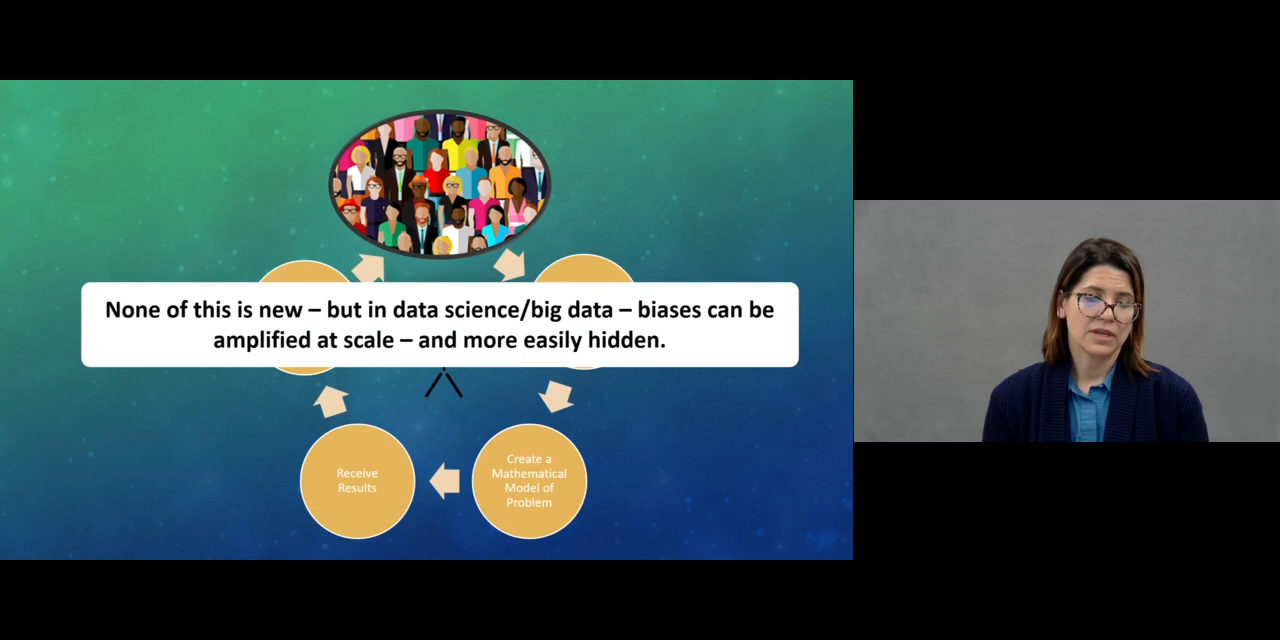 None of this is new – but in data science/big data – biases can be
amplified at scale – and more easily hidden.
Receive
Results
Create a
Mathematical
Model of
Problem